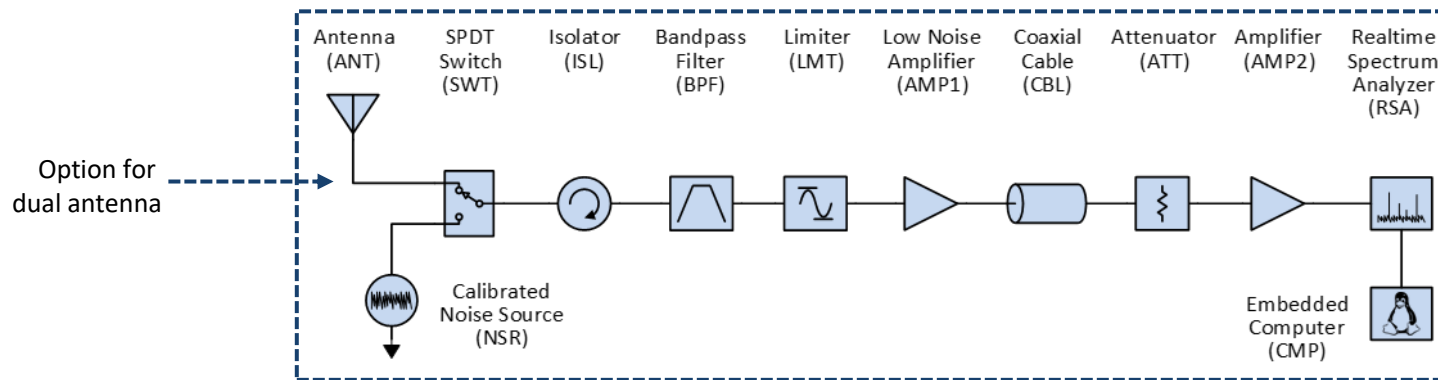 Antenna
(ANT)
SPDT
Switch
(SWT)
Isolator
(ISL)
Bandpass
Filter
(BPF)
Limiter
(LMT)
Low Noise
Amplifier
(AMP1)
Coaxial
Cable
(CBL)
Attenuator
(ATT)
Amplifier
(AMP2)
Realtime
Spectrum
Analyzer
(RSA)
Option for
dual antenna
Calibrated
Noise Source
(NSR)
Embedded
Computer
(CMP)